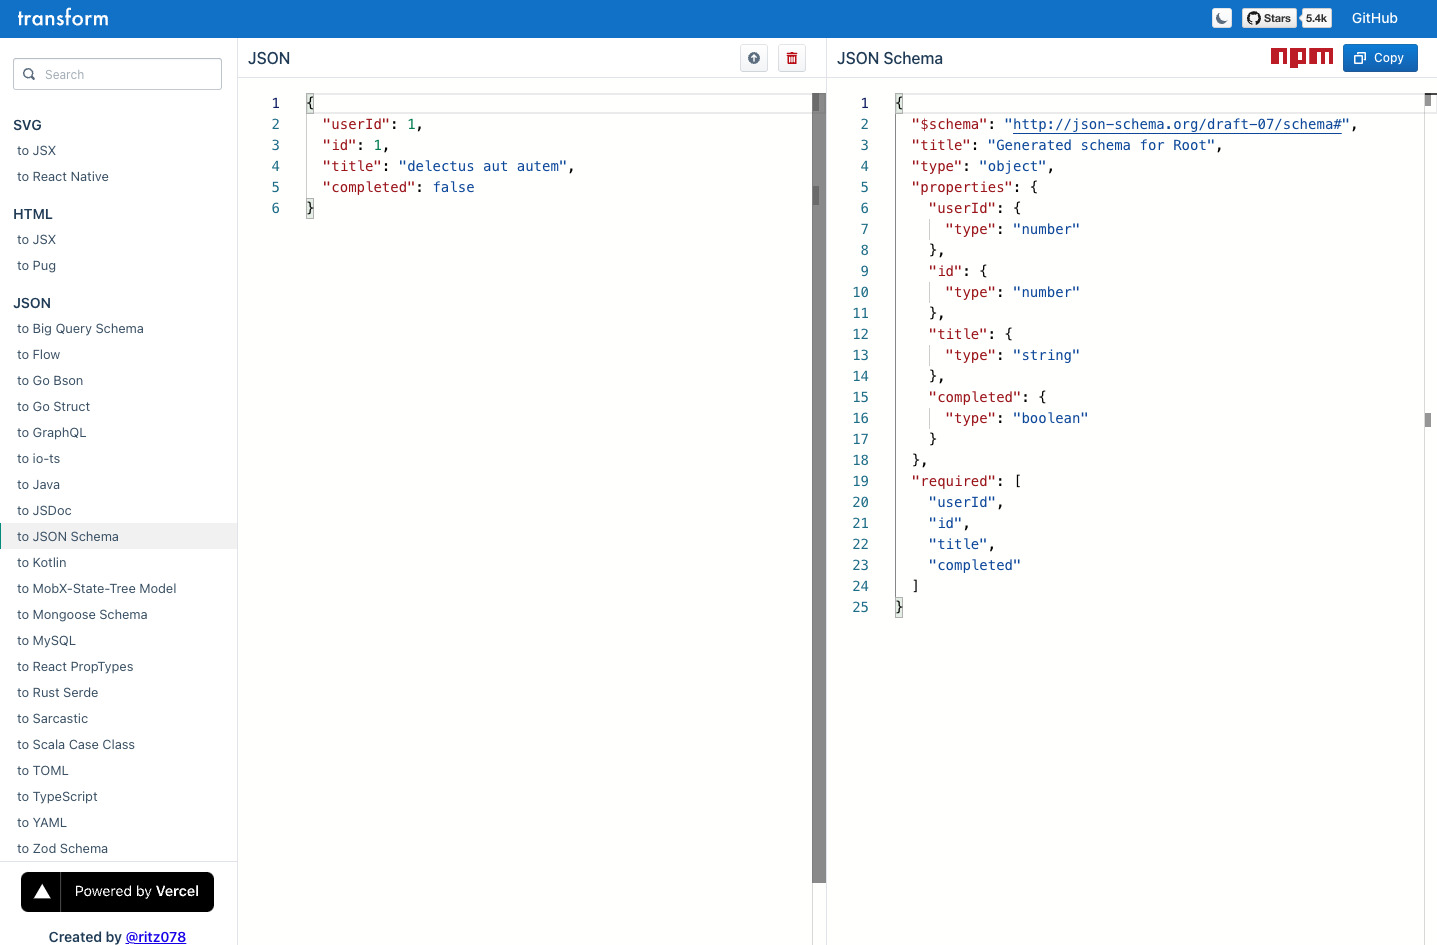 transform
Stars
5.4k
GitHub
Search
SVG
to JSX
to React Native
HTML
to JSX
to Pug
JSON
to Big Query Schema
to Flow
to Go Bson
to Go Struct
to GraphQL
to io-ts
to Java
to JSDoc
to JSON Schema
to Kotlin
to MobX-State-Tree Model
to Mongoose Schema
to MySQL
to React PropTypes
to Rust Serde
to Sarcastic
to Scala Case Class
to TOML
to TypeScript
to YAML
to Zod Schema
Powered by Vercel
Created by @ritz078
JSON
1 {
2 "userId": 1,
3 "id": 1,
4 "title": "delectus aut autem",
5 "completed": false
6 }
JSON Schema
npm
Copy
1 {
2 "$schema": "http://json-schema.org/draft-07/schema#",
3 "title": "Generated schema for Root",
4 "type": "object",
5 "properties": {
6 "userId": {
7 "type": "number"
8 },
9 "id": {
10 "type": "number"
11 },
12 "title": {
13 "type": "string"
14 },
15 "completed": {
16 "type": "boolean"
17 }
18 },
19 "required": [
20 "userId",
21 "id",
22 "title",
23 "completed"
24 ]
25 }